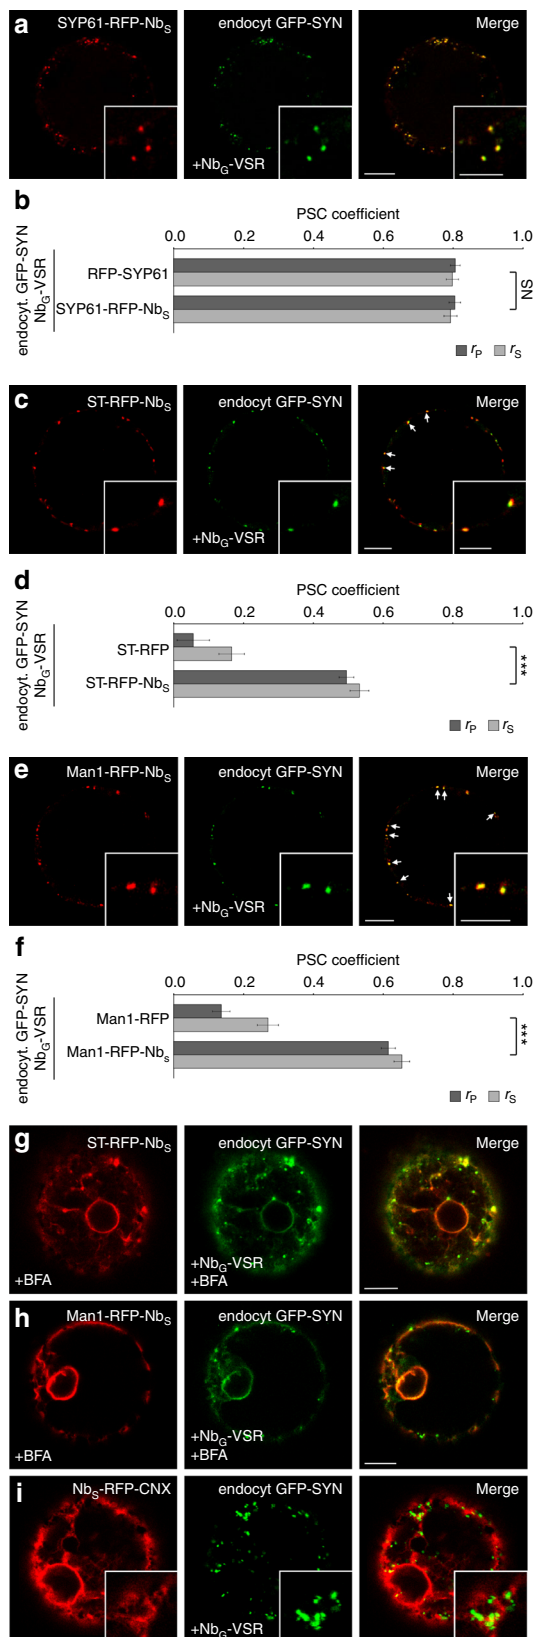 a SYP61-RFP-NbS endocyt GFP-SYN Merge
+NbG-VSR
b
PSC coefficient
0.0 0.2 0.4 0.6 0.8 1.0
endocyt. GFP-SYN
NbG-VSR
RFP-SYP61
SYP61-RFP-NbS
NS
rP rS
c ST-RFP-NbS endocyt GFP-SYN Merge
+NbG-VSR
d
PSC coefficient
0.0 0.2 0.4 0.6 0.8 1.0
endocyt. GFP-SYN
NbG-VSR
ST-RFP
ST-RFP-NbS
***
rP rS
e Man1-RFP-NbS endocyt GFP-SYN Merge
+NbG-VSR
f
PSC coefficient
0.0 0.2 0.4 0.6 0.8 1.0
endocyt. GFP-SYN
NbG-VSR
Man1-RFP
Man1-RFP-Nbs
***
rP rS
g ST-RFP-NbS endocyt GFP-SYN Merge
+BFA
+NbG-VSR
+BFA
h Man1-RFP-NbS endocyt GFP-SYN Merge
+BFA
+NbG-VSR
+BFA
i NbS-RFP-CNX endocyt GFP-SYN Merge
+NbG-VSR